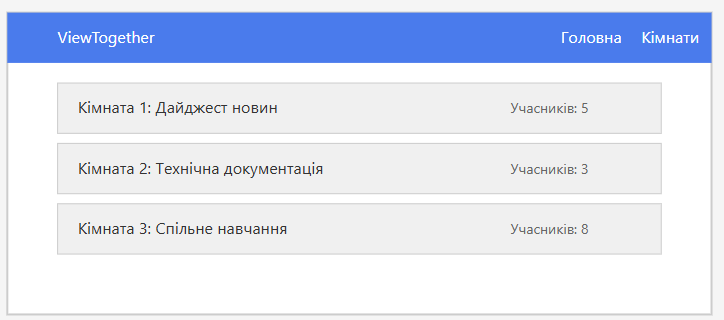 ViewTogether Головна Кімнати
Кімната 1: Дайджест новин Учасників: 5
Кімната 2: Технічна документація Учасників: 3
Кімната 3: Спільне навчання Учасників: 8